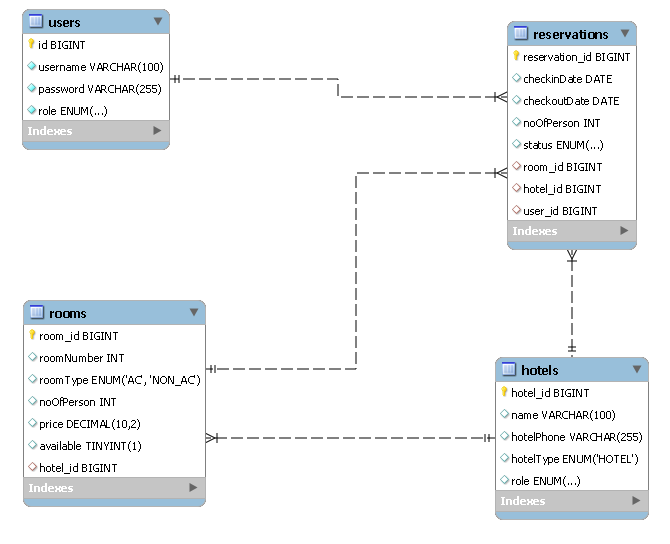 users
id BIGINT
username VARCHAR(100)
password VARCHAR(255)
role ENUM(...)
Indexes
reservations
reservation_id BIGINT
checkinDate DATE
checkoutDate DATE
noOfPerson INT
status ENUM(...)
room_id BIGINT
hotel_id BIGINT
user_id BIGINT
Indexes
rooms
room_id BIGINT
roomNumber INT
roomType ENUM('AC', 'NON_AC')
noOfPerson INT
price DECIMAL(10,2)
available TINYINT(1)
hotel_id BIGINT
Indexes
hotels
hotel_id BIGINT
name VARCHAR(100)
hotelPhone VARCHAR(255)
hotelType ENUM('HOTEL')
role ENUM(...)
Indexes